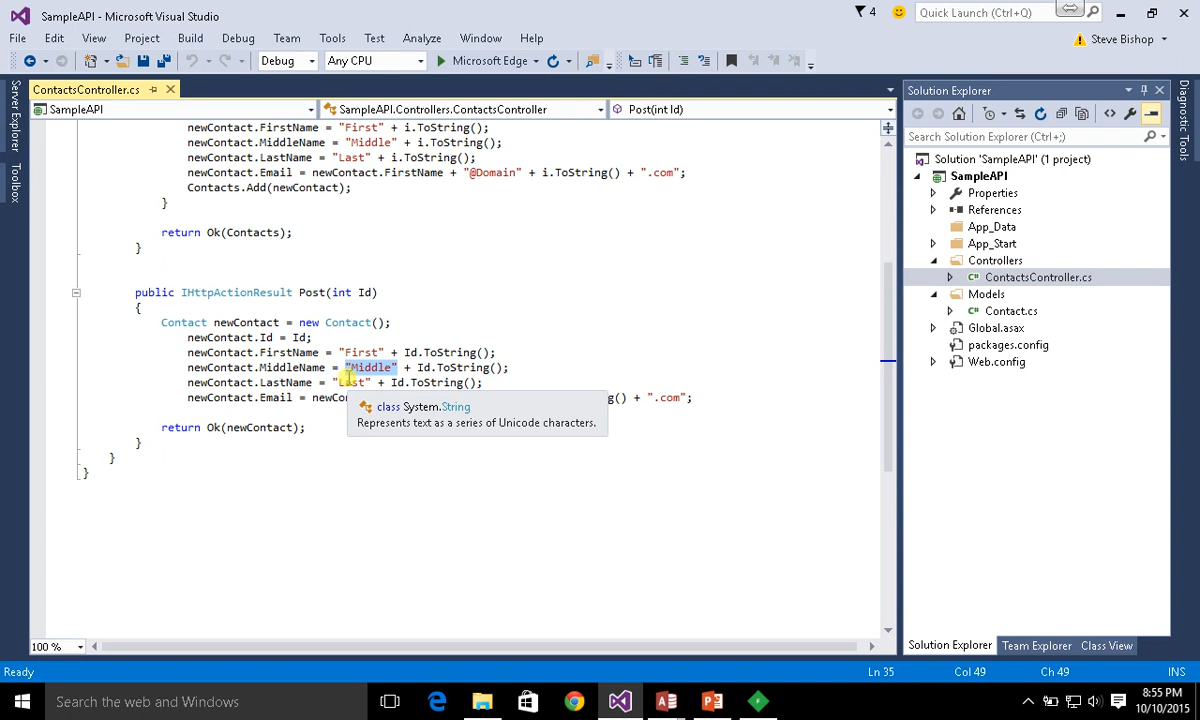 SampleAPI - Microsoft Visual Studio
4
Quick Launch (Ctrl+Q)
File Edit View Project Build Debug Team Tools Test Analyze Window Help
Steve Bishop
Debug Any CPU Microsoft Edge
Server Explorer
Toolbox
ContactsController.cs
SampleAPI SampleAPI.Controllers.ContactsController Post(int Id)
newContact.FirstName = "First" + i.ToString();
newContact.MiddleName = "Middle" + i.ToString();
newContact.LastName = "Last" + i.ToString();
newContact.Email = newContact.FirstName + "@Domain" + i.ToString() + ".com";
Contacts.Add(newContact);
}
return Ok(Contacts);
}
public IHttpActionResult Post(int Id)
{
Contact newContact = new Contact();
newContact.Id = Id;
newContact.FirstName = "First" + Id.ToString();
newContact.MiddleName = "Middle" + Id.ToString();
newContact.LastName = "Last" + Id.ToString();
newContact.Email = newCo g() + ".com";
class System.String
Represents text as a series of Unicode characters.
return Ok(newContact);
}
}
}
100 %
Solution Explorer
Search Solution Explorer (Ctrl+;)
Solution 'SampleAPI' (1 project)
SampleAPI
Properties
References
App_Data
App_Start
Controllers
C# ContactsController.cs
Models
C# Contact.cs
Global.asax
packages.config
Web.config
Solution Explorer Team Explorer Class View
Diagnostic Tools
Ready Ln 35 Col 49 Ch 49 INS
Search the web and Windows
8:55 PM
10/10/2015